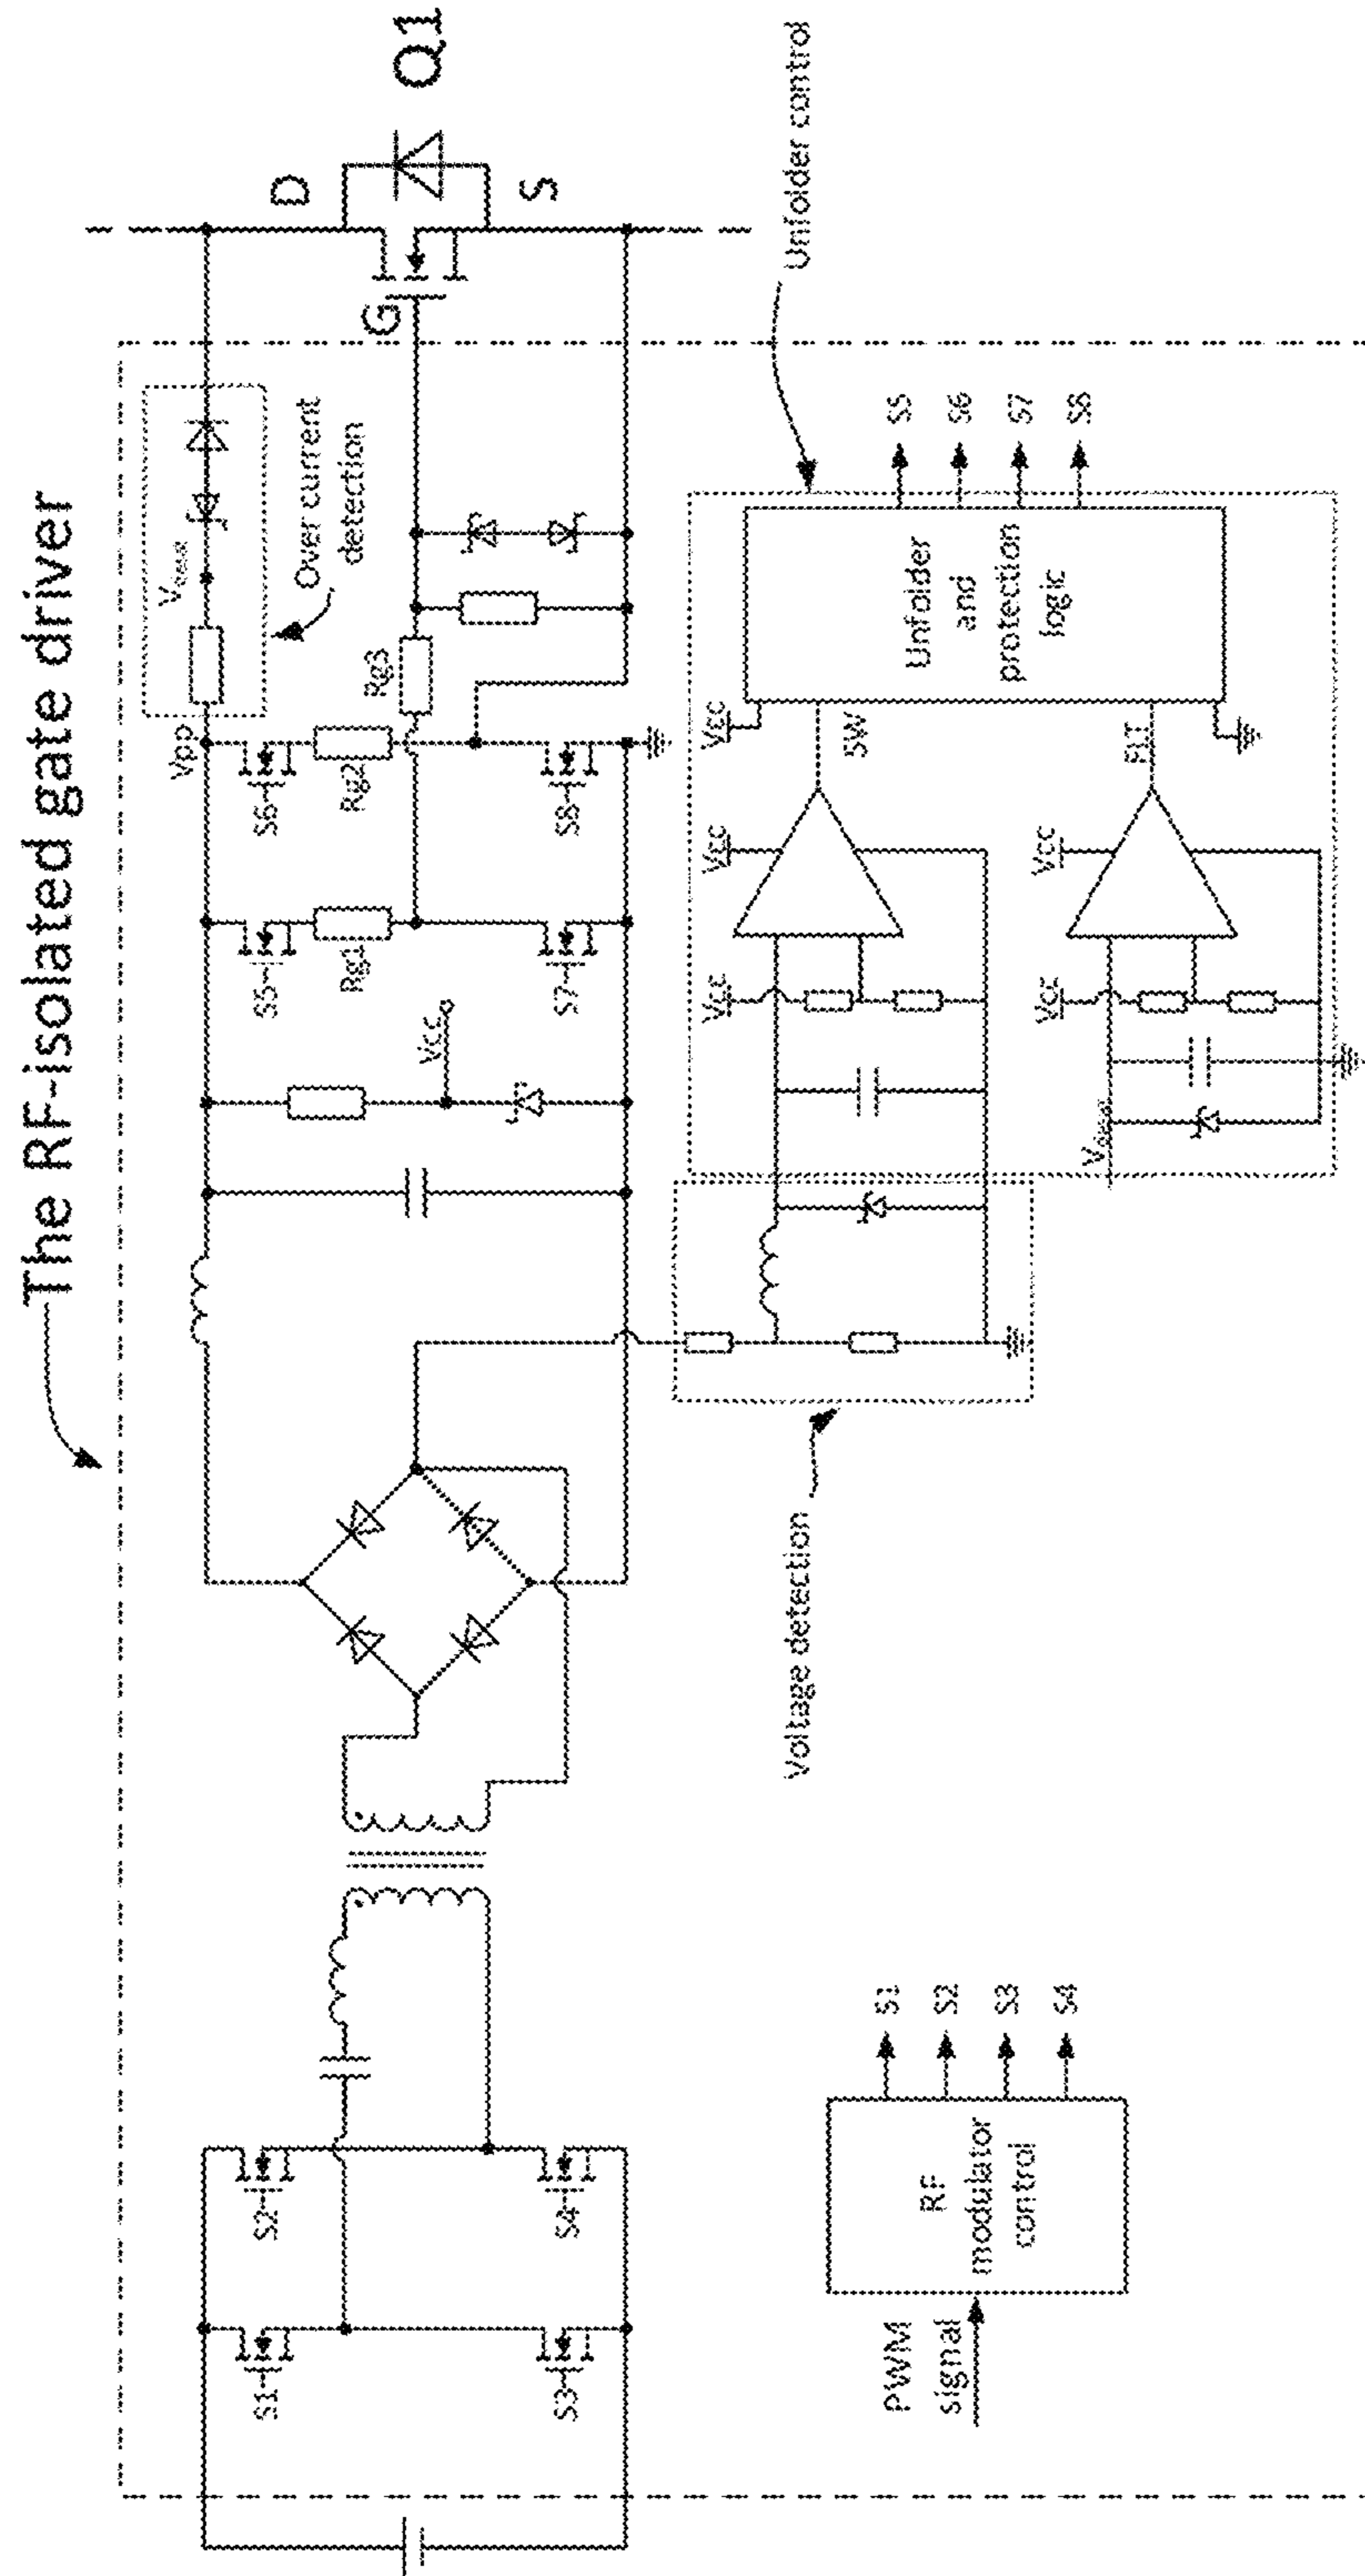 The RF-isolated gate driver
Vpp
Over current
detection
D
Q1
G
S
S1
S2
S3
S4
S5
S6
S7
S8
Rg1
Rg2
Rg3
Vcc
Voltage detection
Unfolder control
Vcc
Vcc
Vcc
SW
Vcc
Vcc
FLT
Unfolder
and
protection
logic
S5
S6
S7
S8
PWM
signal
RF
modulator
control
S1
S2
S3
S4